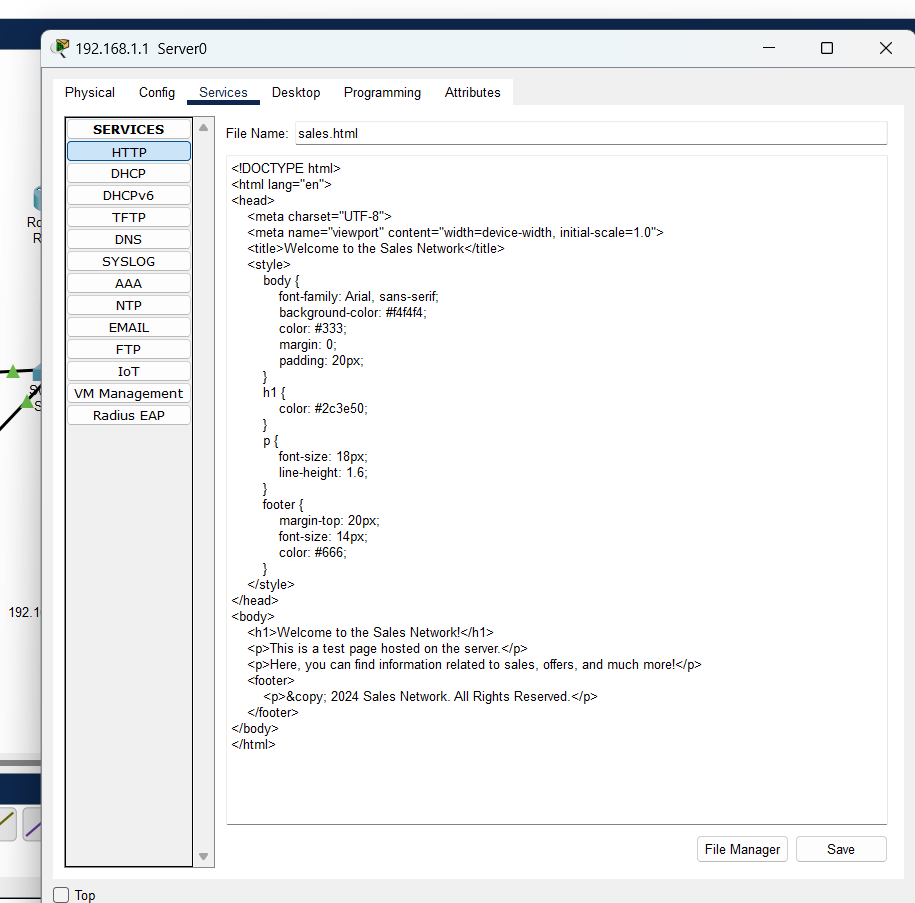 192.168.1.1 Server0
Physical Config Services Desktop Programming Attributes
SERVICES
HTTP
DHCP
DHCPv6
TFTP
DNS
SYSLOG
AAA
NTP
EMAIL
FTP
IoT
VM Management
Radius EAP
File Name: sales.html
<!DOCTYPE html>
<html lang="en">
<head>
    <meta charset="UTF-8">
    <meta name="viewport" content="width=device-width, initial-scale=1.0">
    <title>Welcome to the Sales Network</title>
    <style>
        body {
            font-family: Arial, sans-serif;
            background-color: #f4f4f4;
            color: #333;
            margin: 0;
            padding: 20px;
        }
        h1 {
            color: #2c3e50;
        }
        p {
            font-size: 18px;
            line-height: 1.6;
        }
        footer {
            margin-top: 20px;
            font-size: 14px;
            color: #666;
        }
    </style>
</head>
<body>
    <h1>Welcome to the Sales Network!</h1>
    <p>This is a test page hosted on the server.</p>
    <p>Here, you can find information related to sales, offers, and much more!</p>
    <footer>
        <p>&copy; 2024 Sales Network. All Rights Reserved.</p>
    </footer>
</body>
</html>
File Manager Save
Top